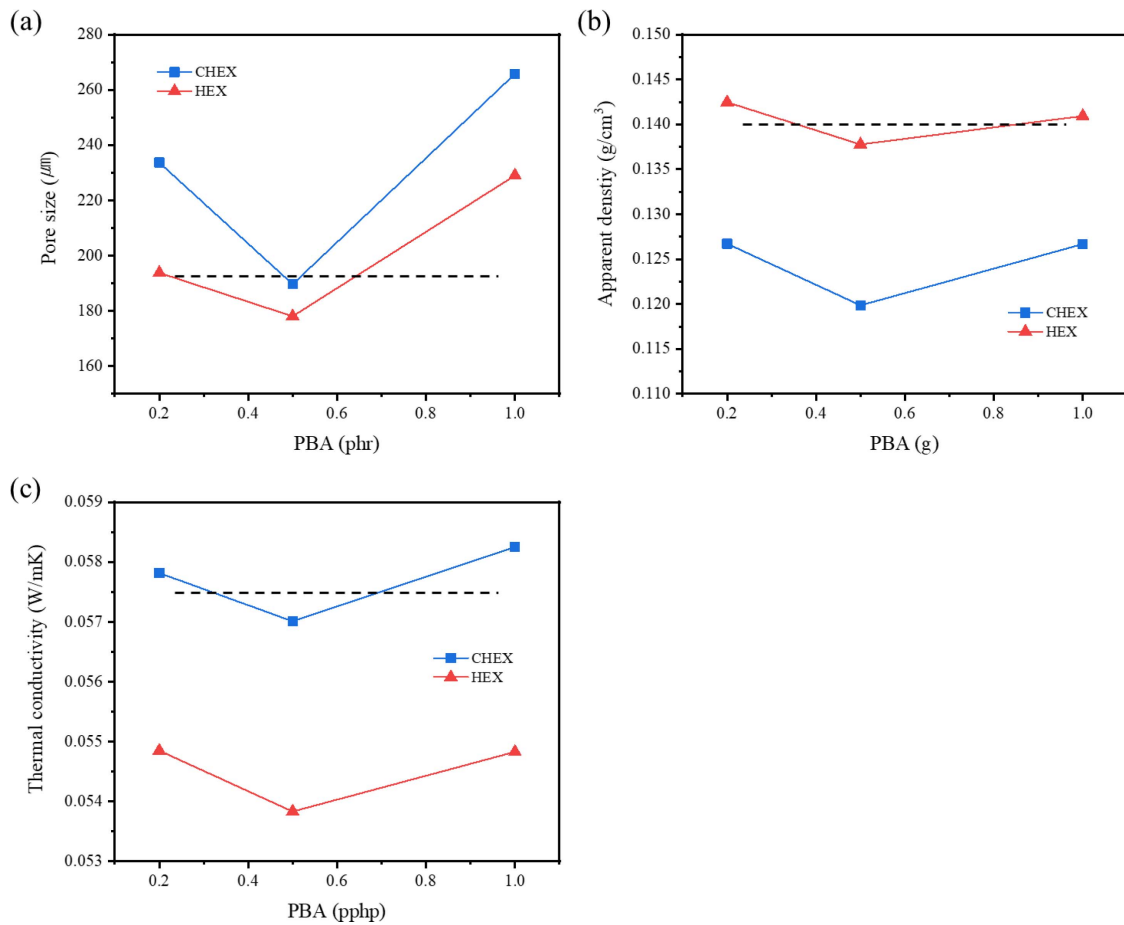 (a)
280
260
240
220
200
180
160
Pore size (㎛)
CHEX
HEX
0.2 0.4 0.6 0.8 1.0
PBA (phr)
(b)
0.150
0.145
0.140
0.135
0.130
0.125
0.120
0.115
0.110
Apparent denstiy (g/cm³)
CHEX
HEX
0.2 0.4 0.6 0.8 1.0
PBA (g)
(c)
0.059
0.058
0.057
0.056
0.055
0.054
0.053
Thermal conductivity (W/mK)
CHEX
HEX
0.2 0.4 0.6 0.8 1.0
PBA (pphp)